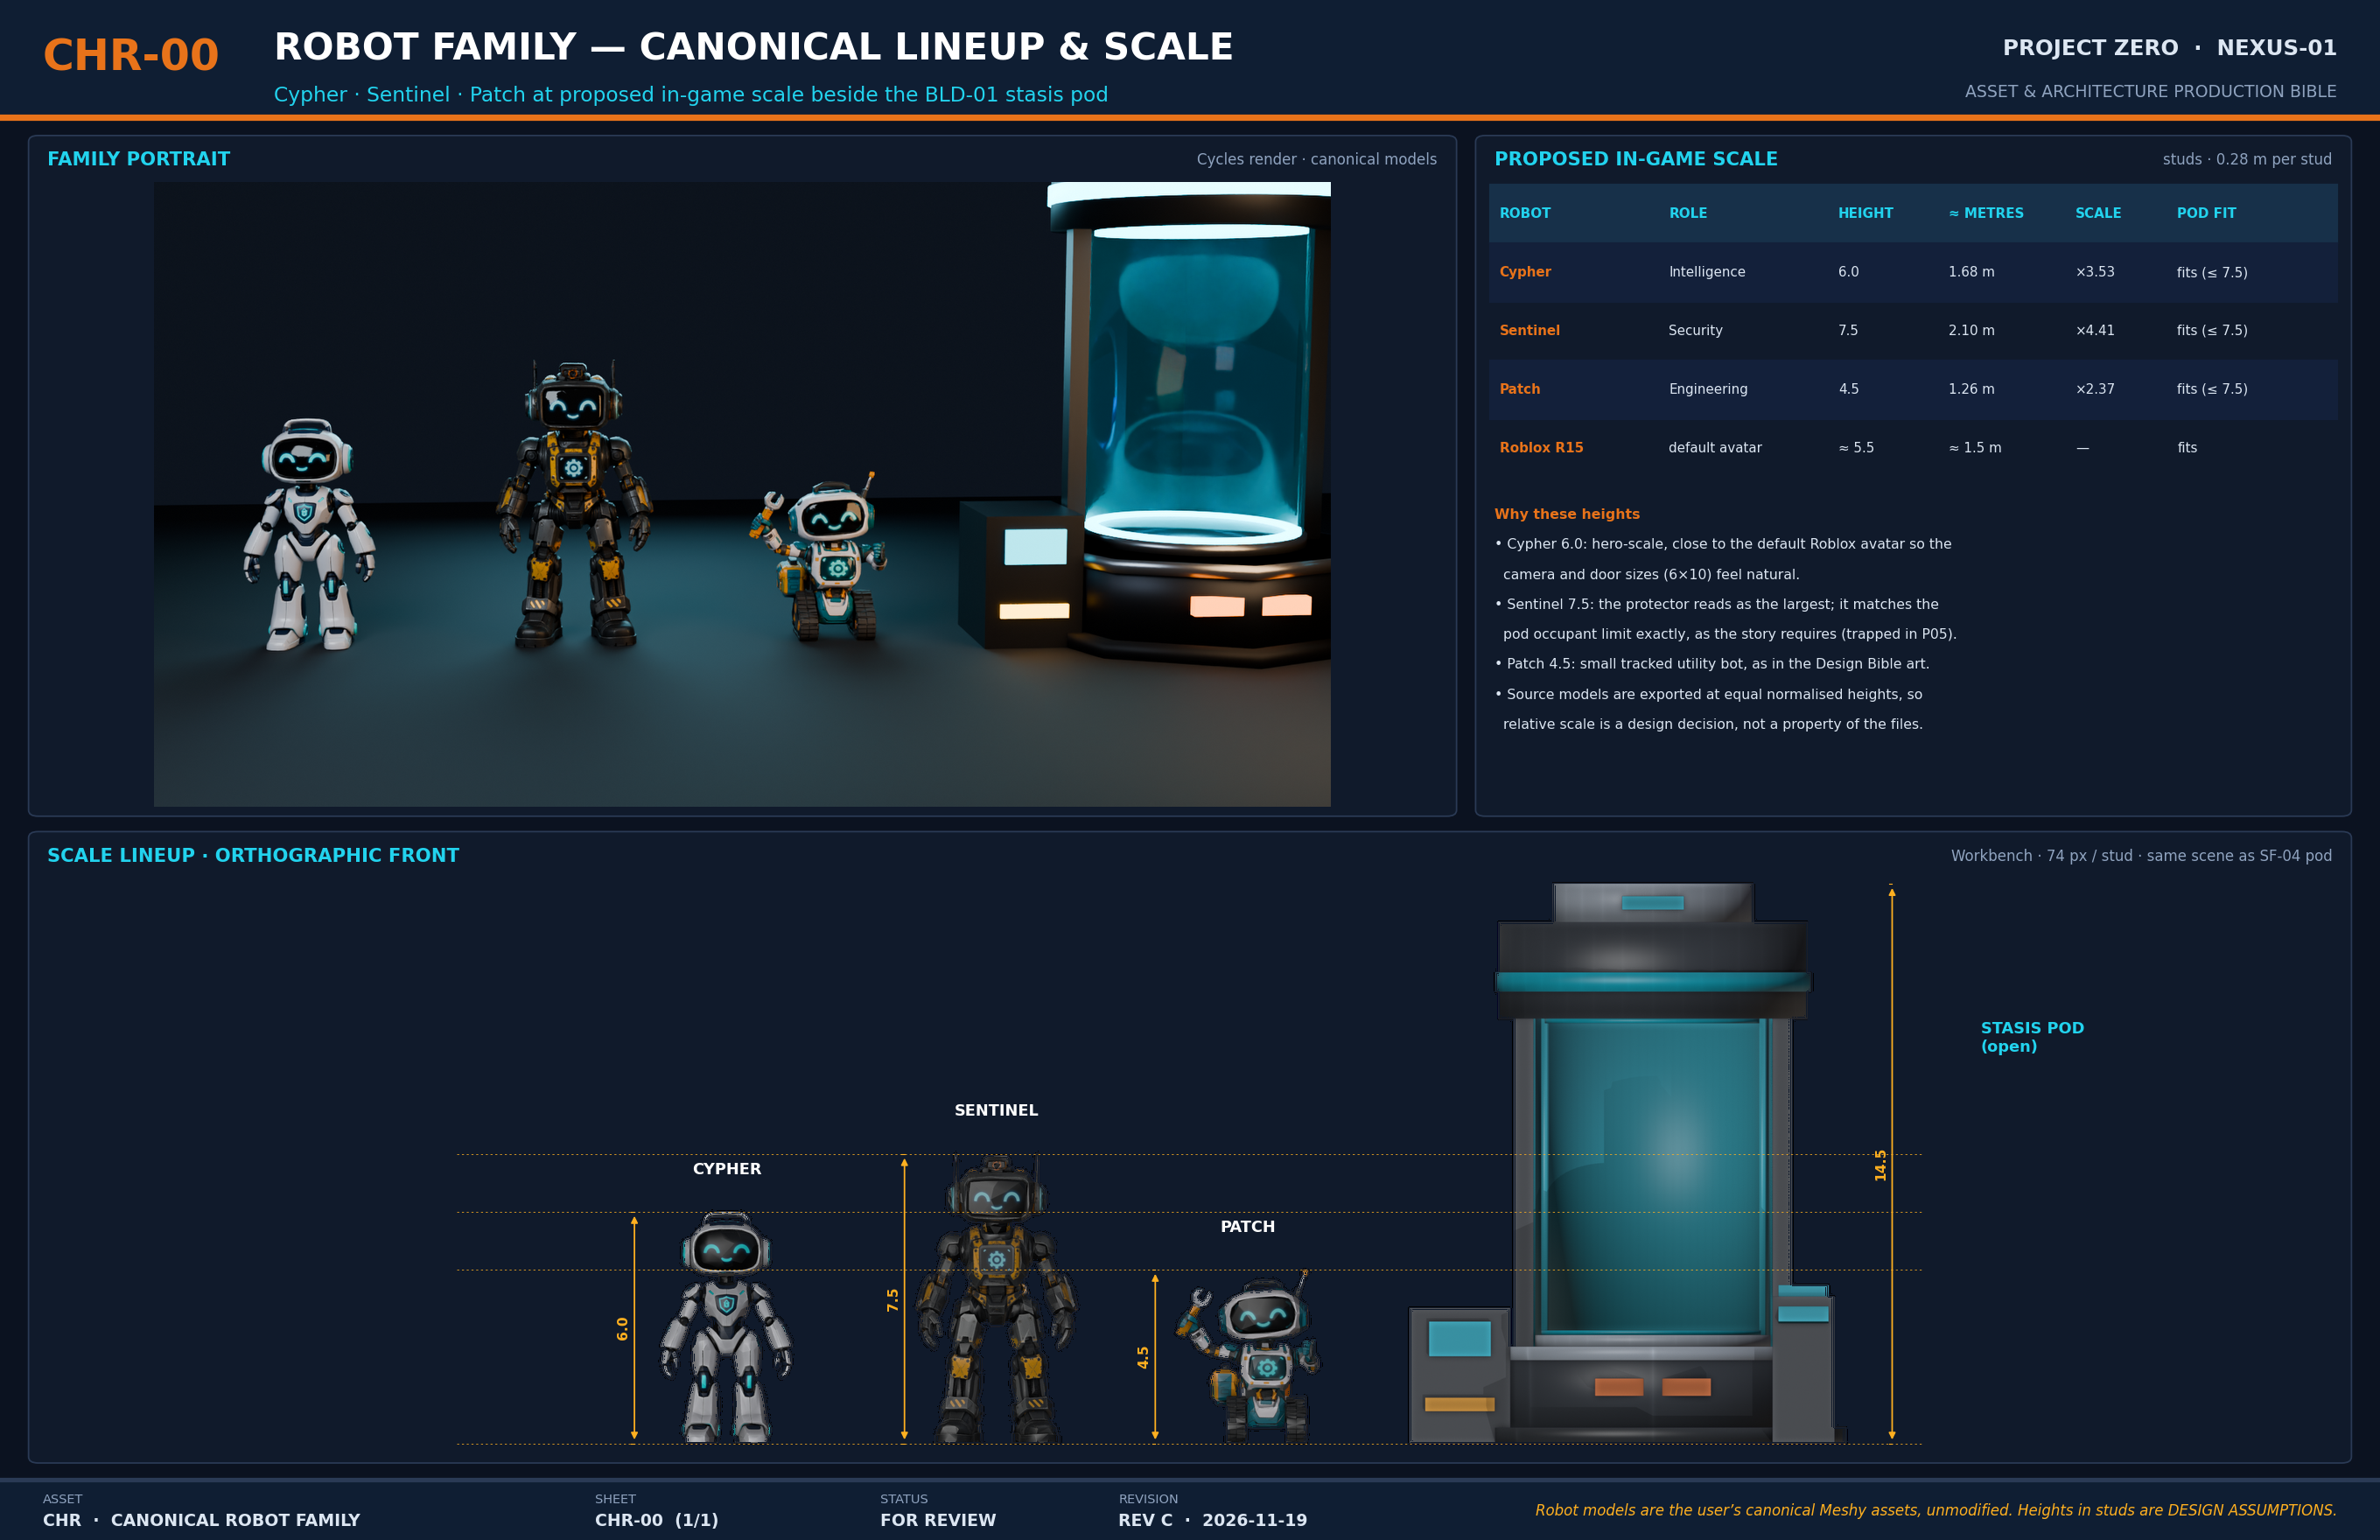 CHR-00
ROBOT FAMILY — CANONICAL LINEUP & SCALE
Cypher · Sentinel · Patch at proposed in-game scale beside the BLD-01 stasis pod
PROJECT ZERO · NEXUS-01
ASSET & ARCHITECTURE PRODUCTION BIBLE
FAMILY PORTRAIT
Cycles render · canonical models
PROPOSED IN-GAME SCALE
studs · 0.28 m per stud
ROBOT ROLE HEIGHT ≈ METRES SCALE POD FIT
Cypher Intelligence 6.0 1.68 m ×3.53 fits (≤ 7.5)
Sentinel Security 7.5 2.10 m ×4.41 fits (≤ 7.5)
Patch Engineering 4.5 1.26 m ×2.37 fits (≤ 7.5)
Roblox R15 default avatar ≈ 5.5 ≈ 1.5 m — fits
Why these heights
• Cypher 6.0: hero-scale, close to the default Roblox avatar so the
camera and door sizes (6×10) feel natural.
• Sentinel 7.5: the protector reads as the largest; it matches the
pod occupant limit exactly, as the story requires (trapped in P05).
• Patch 4.5: small tracked utility bot, as in the Design Bible art.
• Source models are exported at equal normalised heights, so
relative scale is a design decision, not a property of the files.
SCALE LINEUP · ORTHOGRAPHIC FRONT
Workbench · 74 px / stud · same scene as SF-04 pod
STASIS POD
(open)
SENTINEL
CYPHER
PATCH
6.0
7.5
4.5
14.5
ASSET
CHR · CANONICAL ROBOT FAMILY
SHEET
CHR-00 (1/1)
STATUS
FOR REVIEW
REVISION
REV C · 2026-11-19
Robot models are the user’s canonical Meshy assets, unmodified. Heights in studs are DESIGN ASSUMPTIONS.